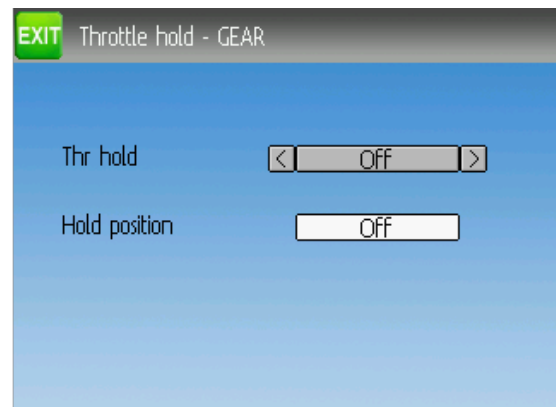 EXIT Throttle hold - GEAR
Thr hold < Off >
Hold position Off